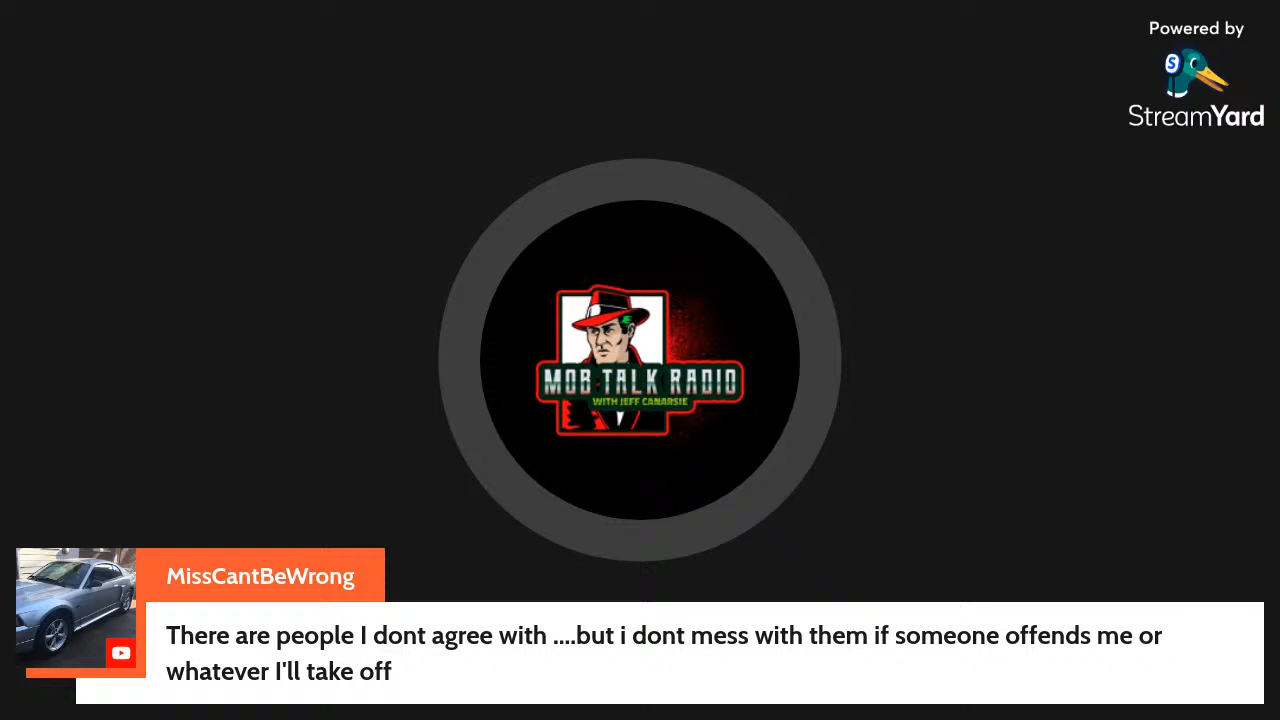 Powered by
S
StreamYard
MOB TALK RADIO
WITH JEFF CANARSIE
MissCantBeWrong
There are people I dont agree with ....but i dont mess with them if someone offends me or
whatever I'll take off